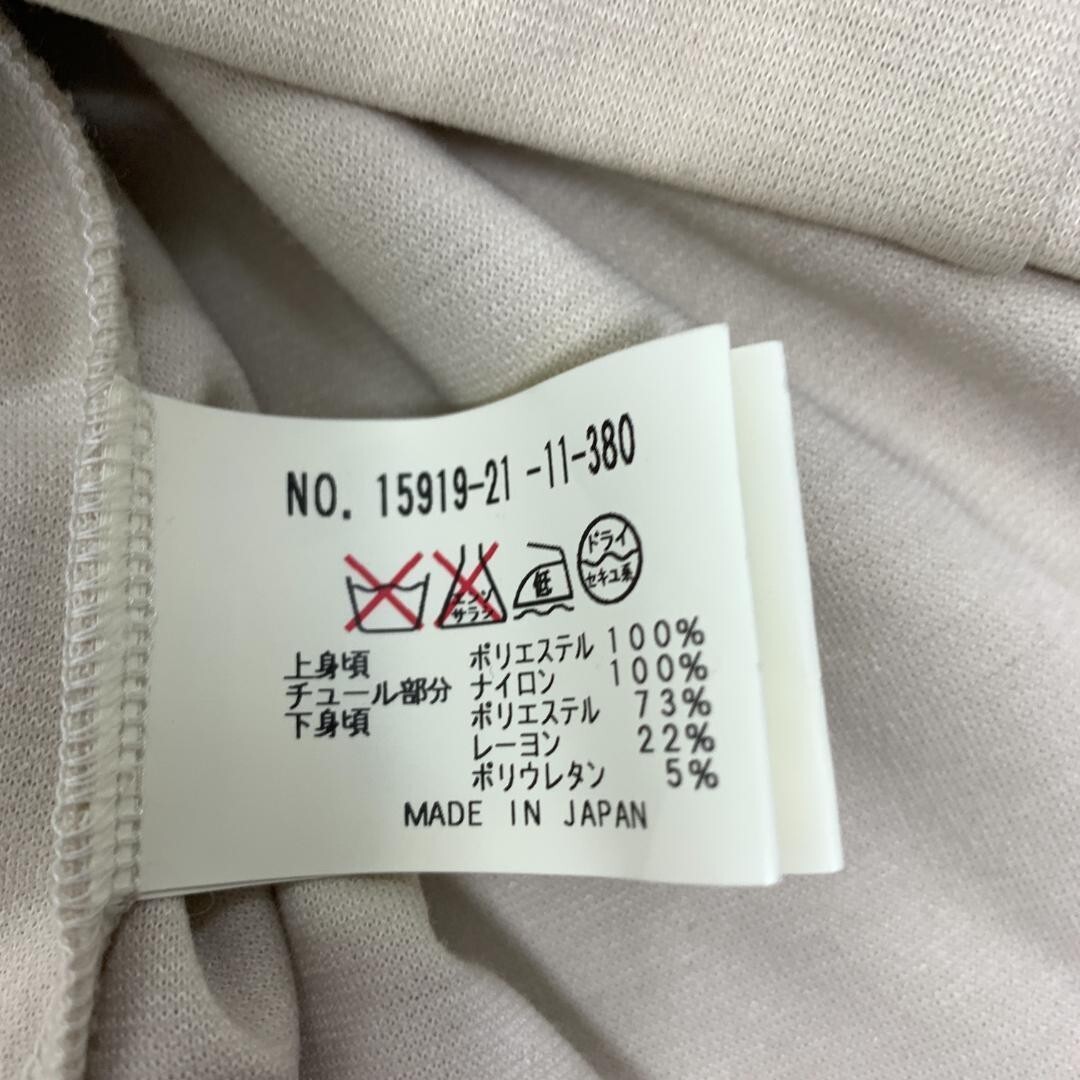 NO. 15919-21-11-380
エンソ サラシ 低 ドライ セキユ系
上身頃 ポリエステル 100%
チュール部分 ナイロン 100%
下身頃 ポリエステル 73%
レーヨン 22%
ポリウレタン 5%
MADE IN JAPAN